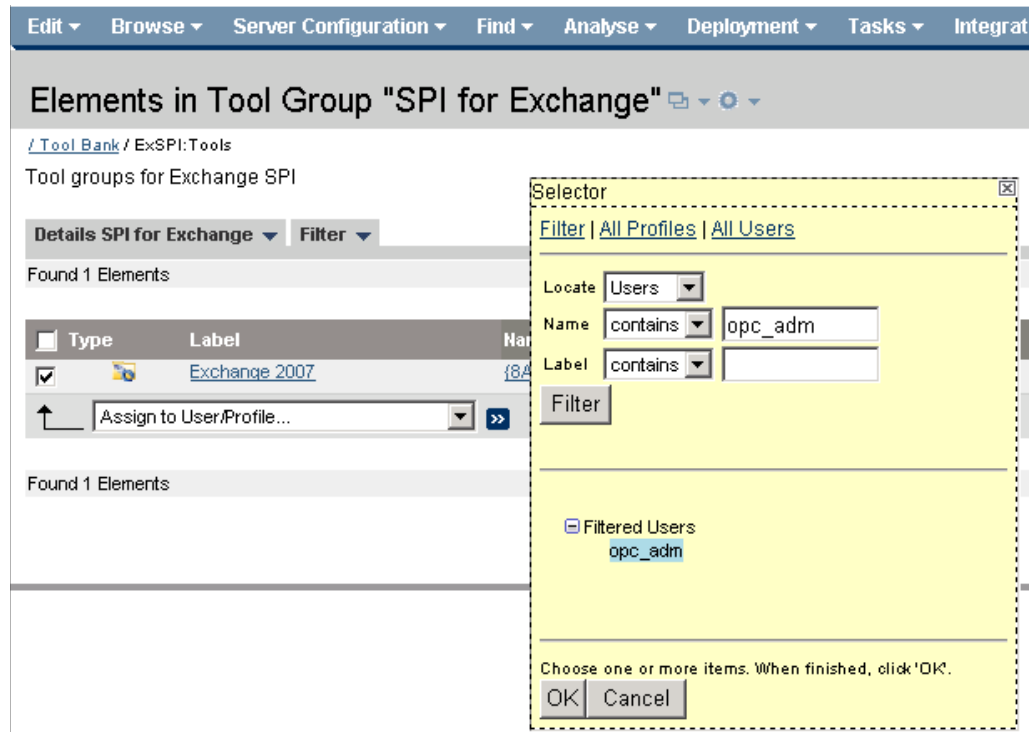 Edit Browse Server Configuration Find Analyse Deployment Tasks Integrat
Elements in Tool Group "SPI for Exchange"
/ Tool Bank / ExSPI:Tools
Tool groups for Exchange SPI
Details SPI for Exchange Filter
Found 1 Elements
Type Label Nar
Exchange 2007 {8A
Assign to User/Profile...
Found 1 Elements
Selector
Filter | All Profiles | All Users
Locate Users
Name contains opc_adm
Label contains
Filter
Filtered Users
opc_adm
Choose one or more items. When finished, click 'OK'.
OK Cancel